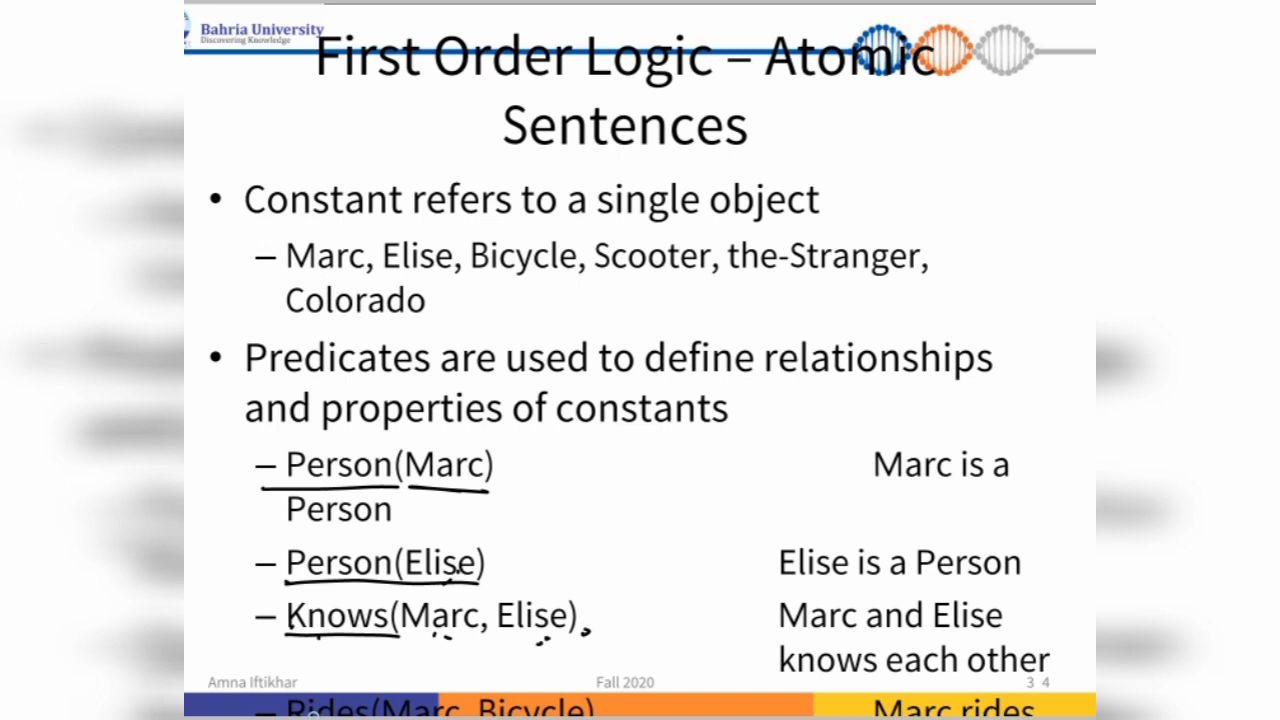 Bahria University
Discovering Knowledge
First Order Logic – Atomic
Sentences
• Constant refers to a single object
– Marc, Elise, Bicycle, Scooter, the-Stranger,
Colorado
• Predicates are used to define relationships
and properties of constants
– Person(Marc) Marc is a
Person
– Person(Elise) Elise is a Person
– Knows(Marc, Elise) Marc and Elise
knows each other
Amna Iftikhar Fall 2020 3 4
– Rides(Marc, Bicycle) Marc rides